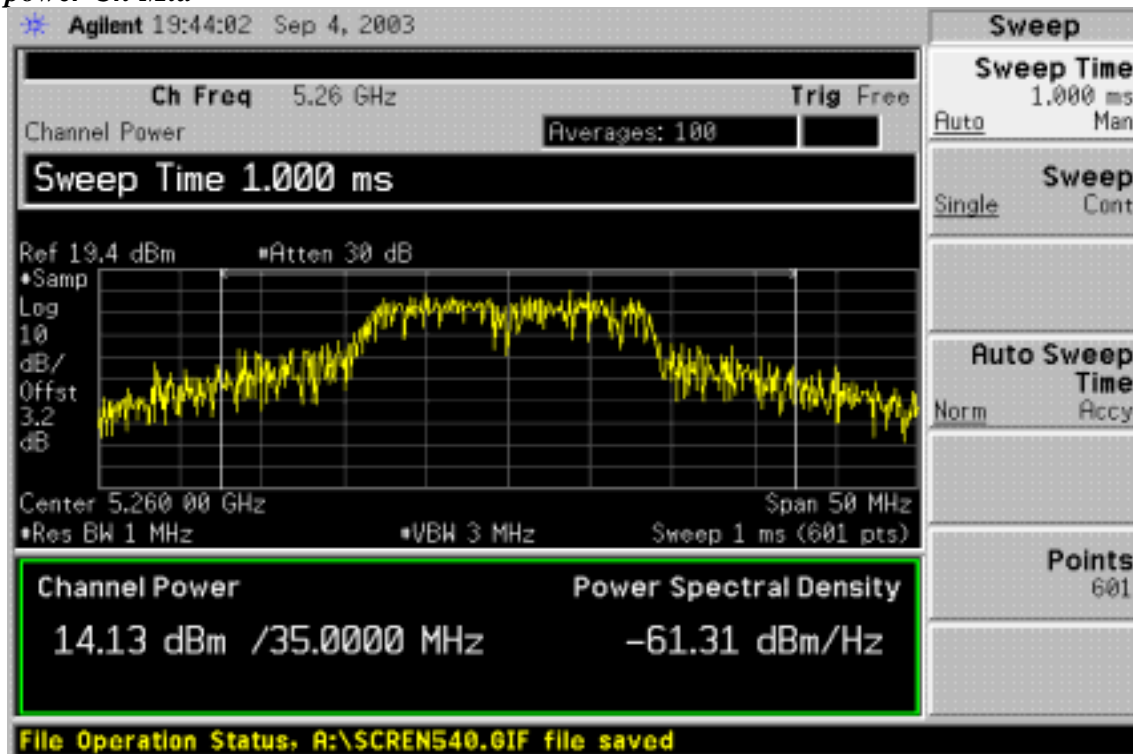 Agilent 19:44:02 Sep 4, 2003
Sweep
Ch Freq 5.26 GHz Trig Free
Channel Power Averages: 100
Sweep Time 1.000 ms
Ref 19.4 dBm #Atten 30 dB
#Samp
Log
10
dB/
Offst
3.2
dB
Center 5.260 00 GHz Span 50 MHz
#Res BW 1 MHz #VBW 3 MHz Sweep 1 ms (601 pts)
Channel Power Power Spectral Density
14.13 dBm /35.0000 MHz -61.31 dBm/Hz
File Operation Status, A:\SCREN540.GIF file saved
Sweep Time
1.000 ms
Auto Man
Sweep
Single Cont
Auto Sweep
Time
Norm Accy
Points
601